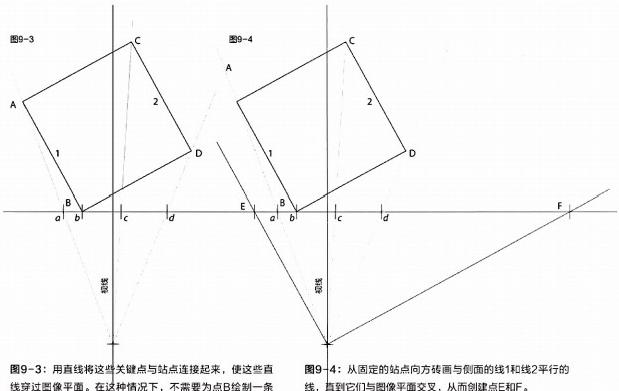 图9-3
图9-4
C
A
2
1
D
B
a
b
c
d
视线
C
A
2
1
D
E
B
F
a
b
c
d
视线
图9-3:用直线将这些关键点与站点连接起来,使这些直
线穿过图像平面。在这种情况下,不需要为点B绘制一条
图9-4:从固定的站点向方砖画与侧面的线1和线2平行的
线,直到它们与图像平面交叉,从而创建点E和F。